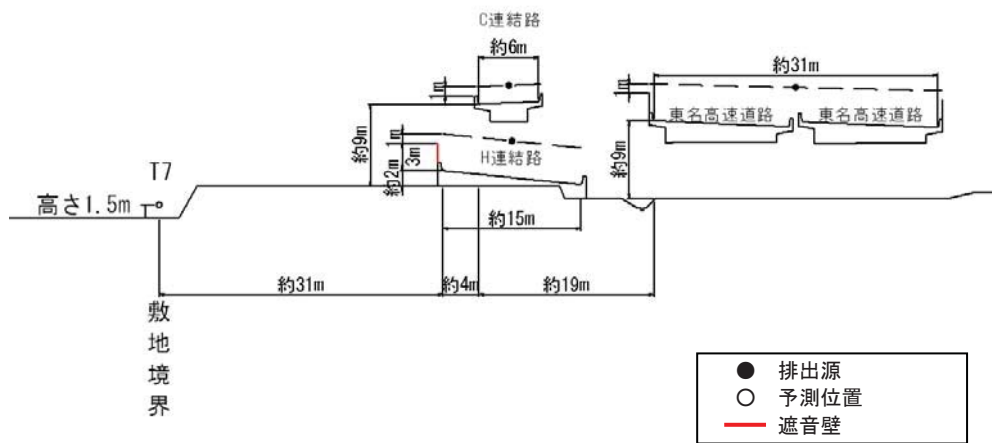 C連結路
約6m
m
約31m
m
東名高速道路
東名高速道路
約9m
m
H連結路
約9m
約2m
3m
T7
高さ1.5m
約15m
約31m
約4m
約19m
敷地境界
排出源
予測位置
遮音壁